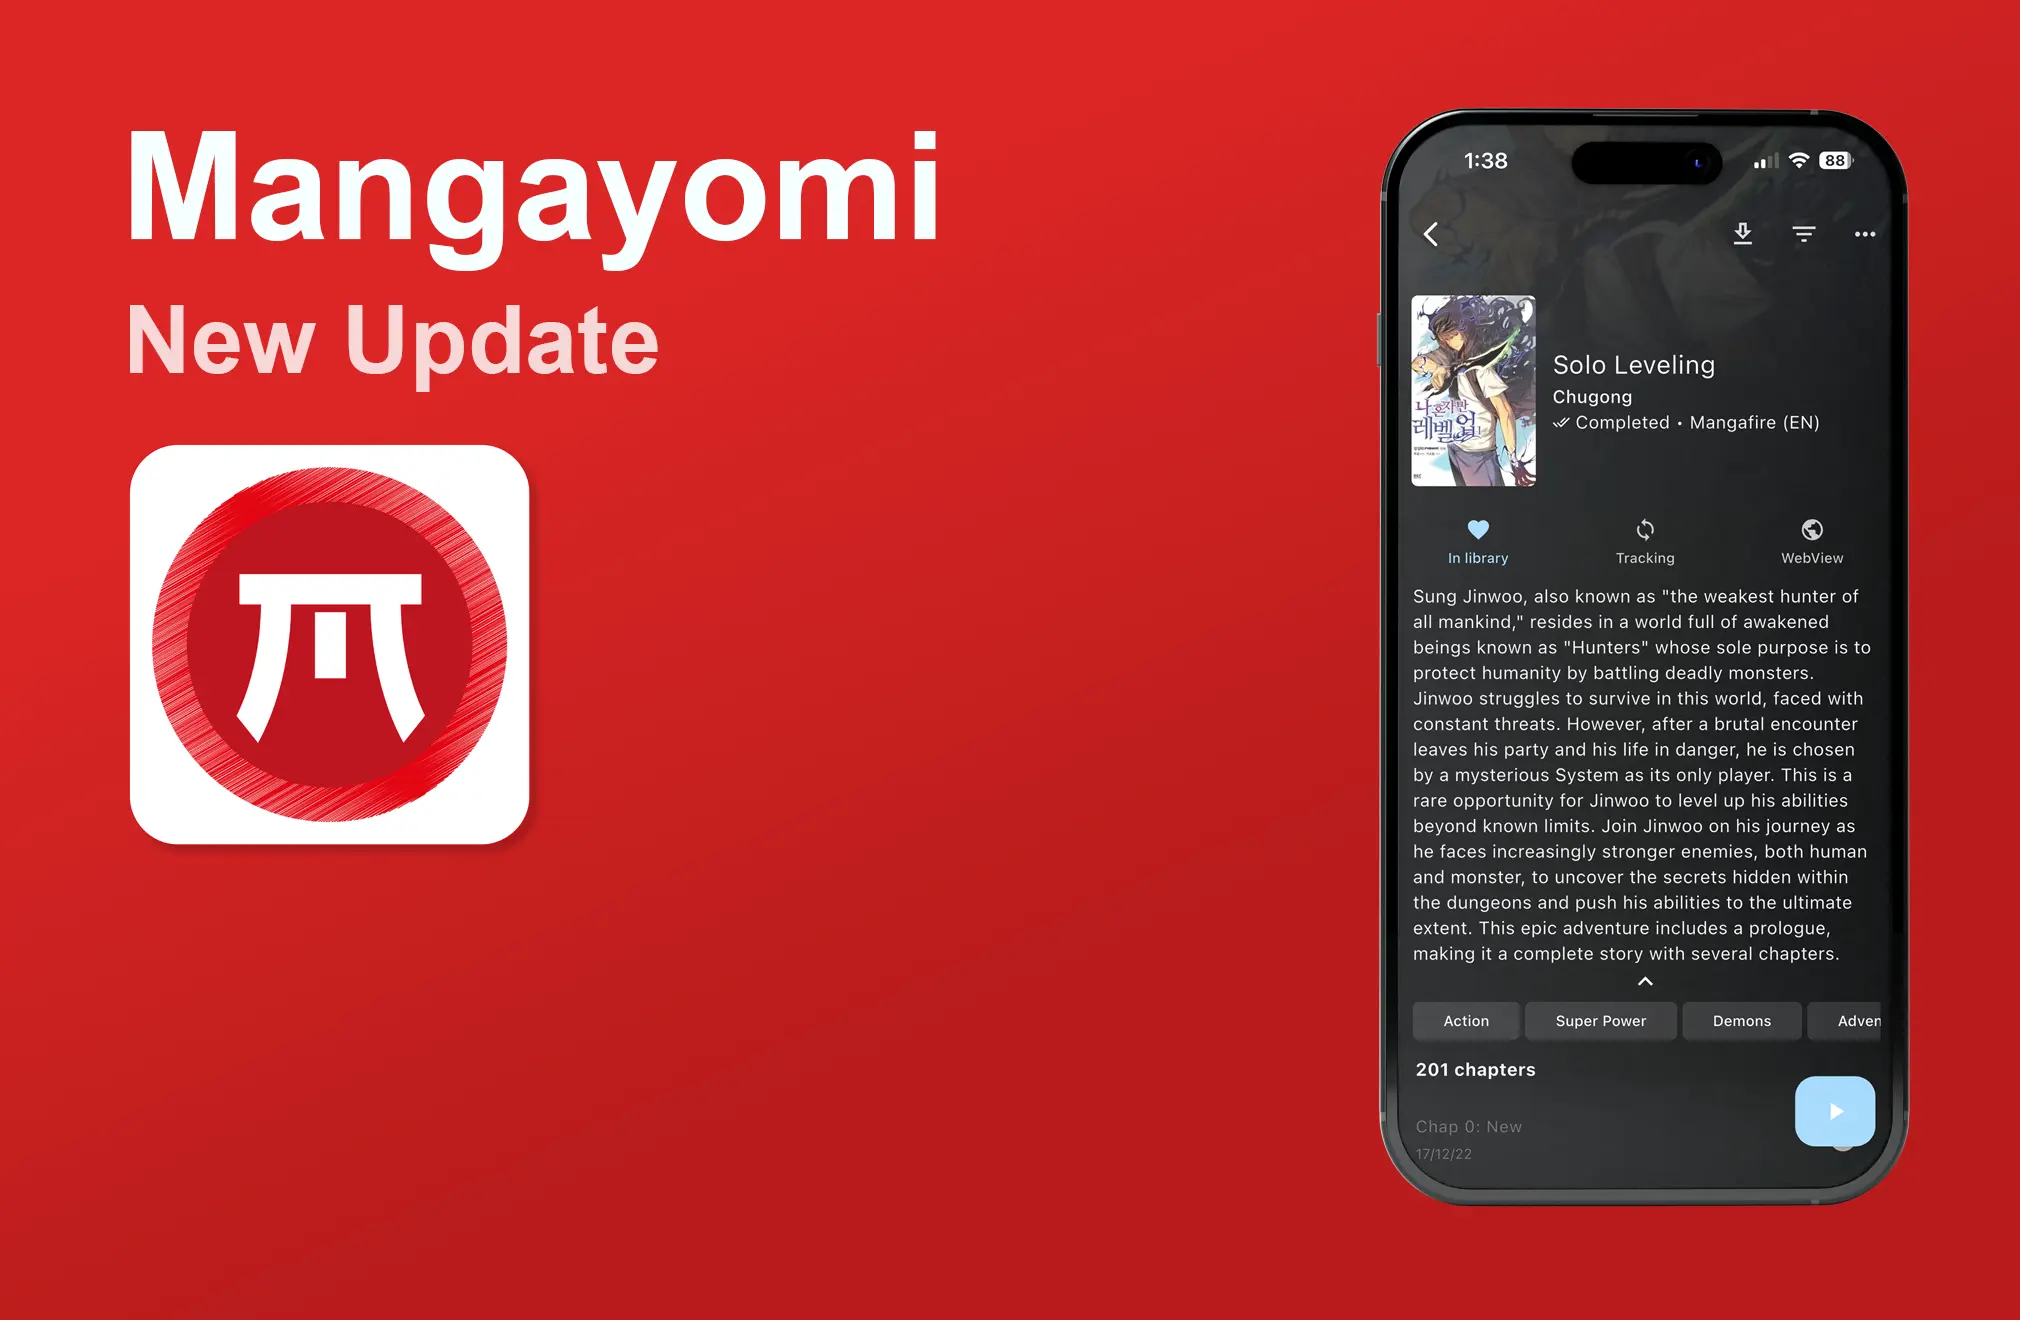 Mangayomi
New Update
1:38
88
나 혼자만
레벨업
Solo Leveling
Chugong
Completed • Mangafire (EN)
In library
Tracking
WebView
Sung Jinwoo, also known as "the weakest hunter of
all mankind," resides in a world full of awakened
beings known as "Hunters" whose sole purpose is to
protect humanity by battling deadly monsters.
Jinwoo struggles to survive in this world, faced with
constant threats. However, after a brutal encounter
leaves his party and his life in danger, he is chosen
by a mysterious System as its only player. This is a
rare opportunity for Jinwoo to level up his abilities
beyond known limits. Join Jinwoo on his journey as
he faces increasingly stronger enemies, both human
and monster, to uncover the secrets hidden within
the dungeons and push his abilities to the ultimate
extent. This epic adventure includes a prologue,
making it a complete story with several chapters.
Action
Super Power
Demons
Adven
201 chapters
Chap 0: New
17/12/22